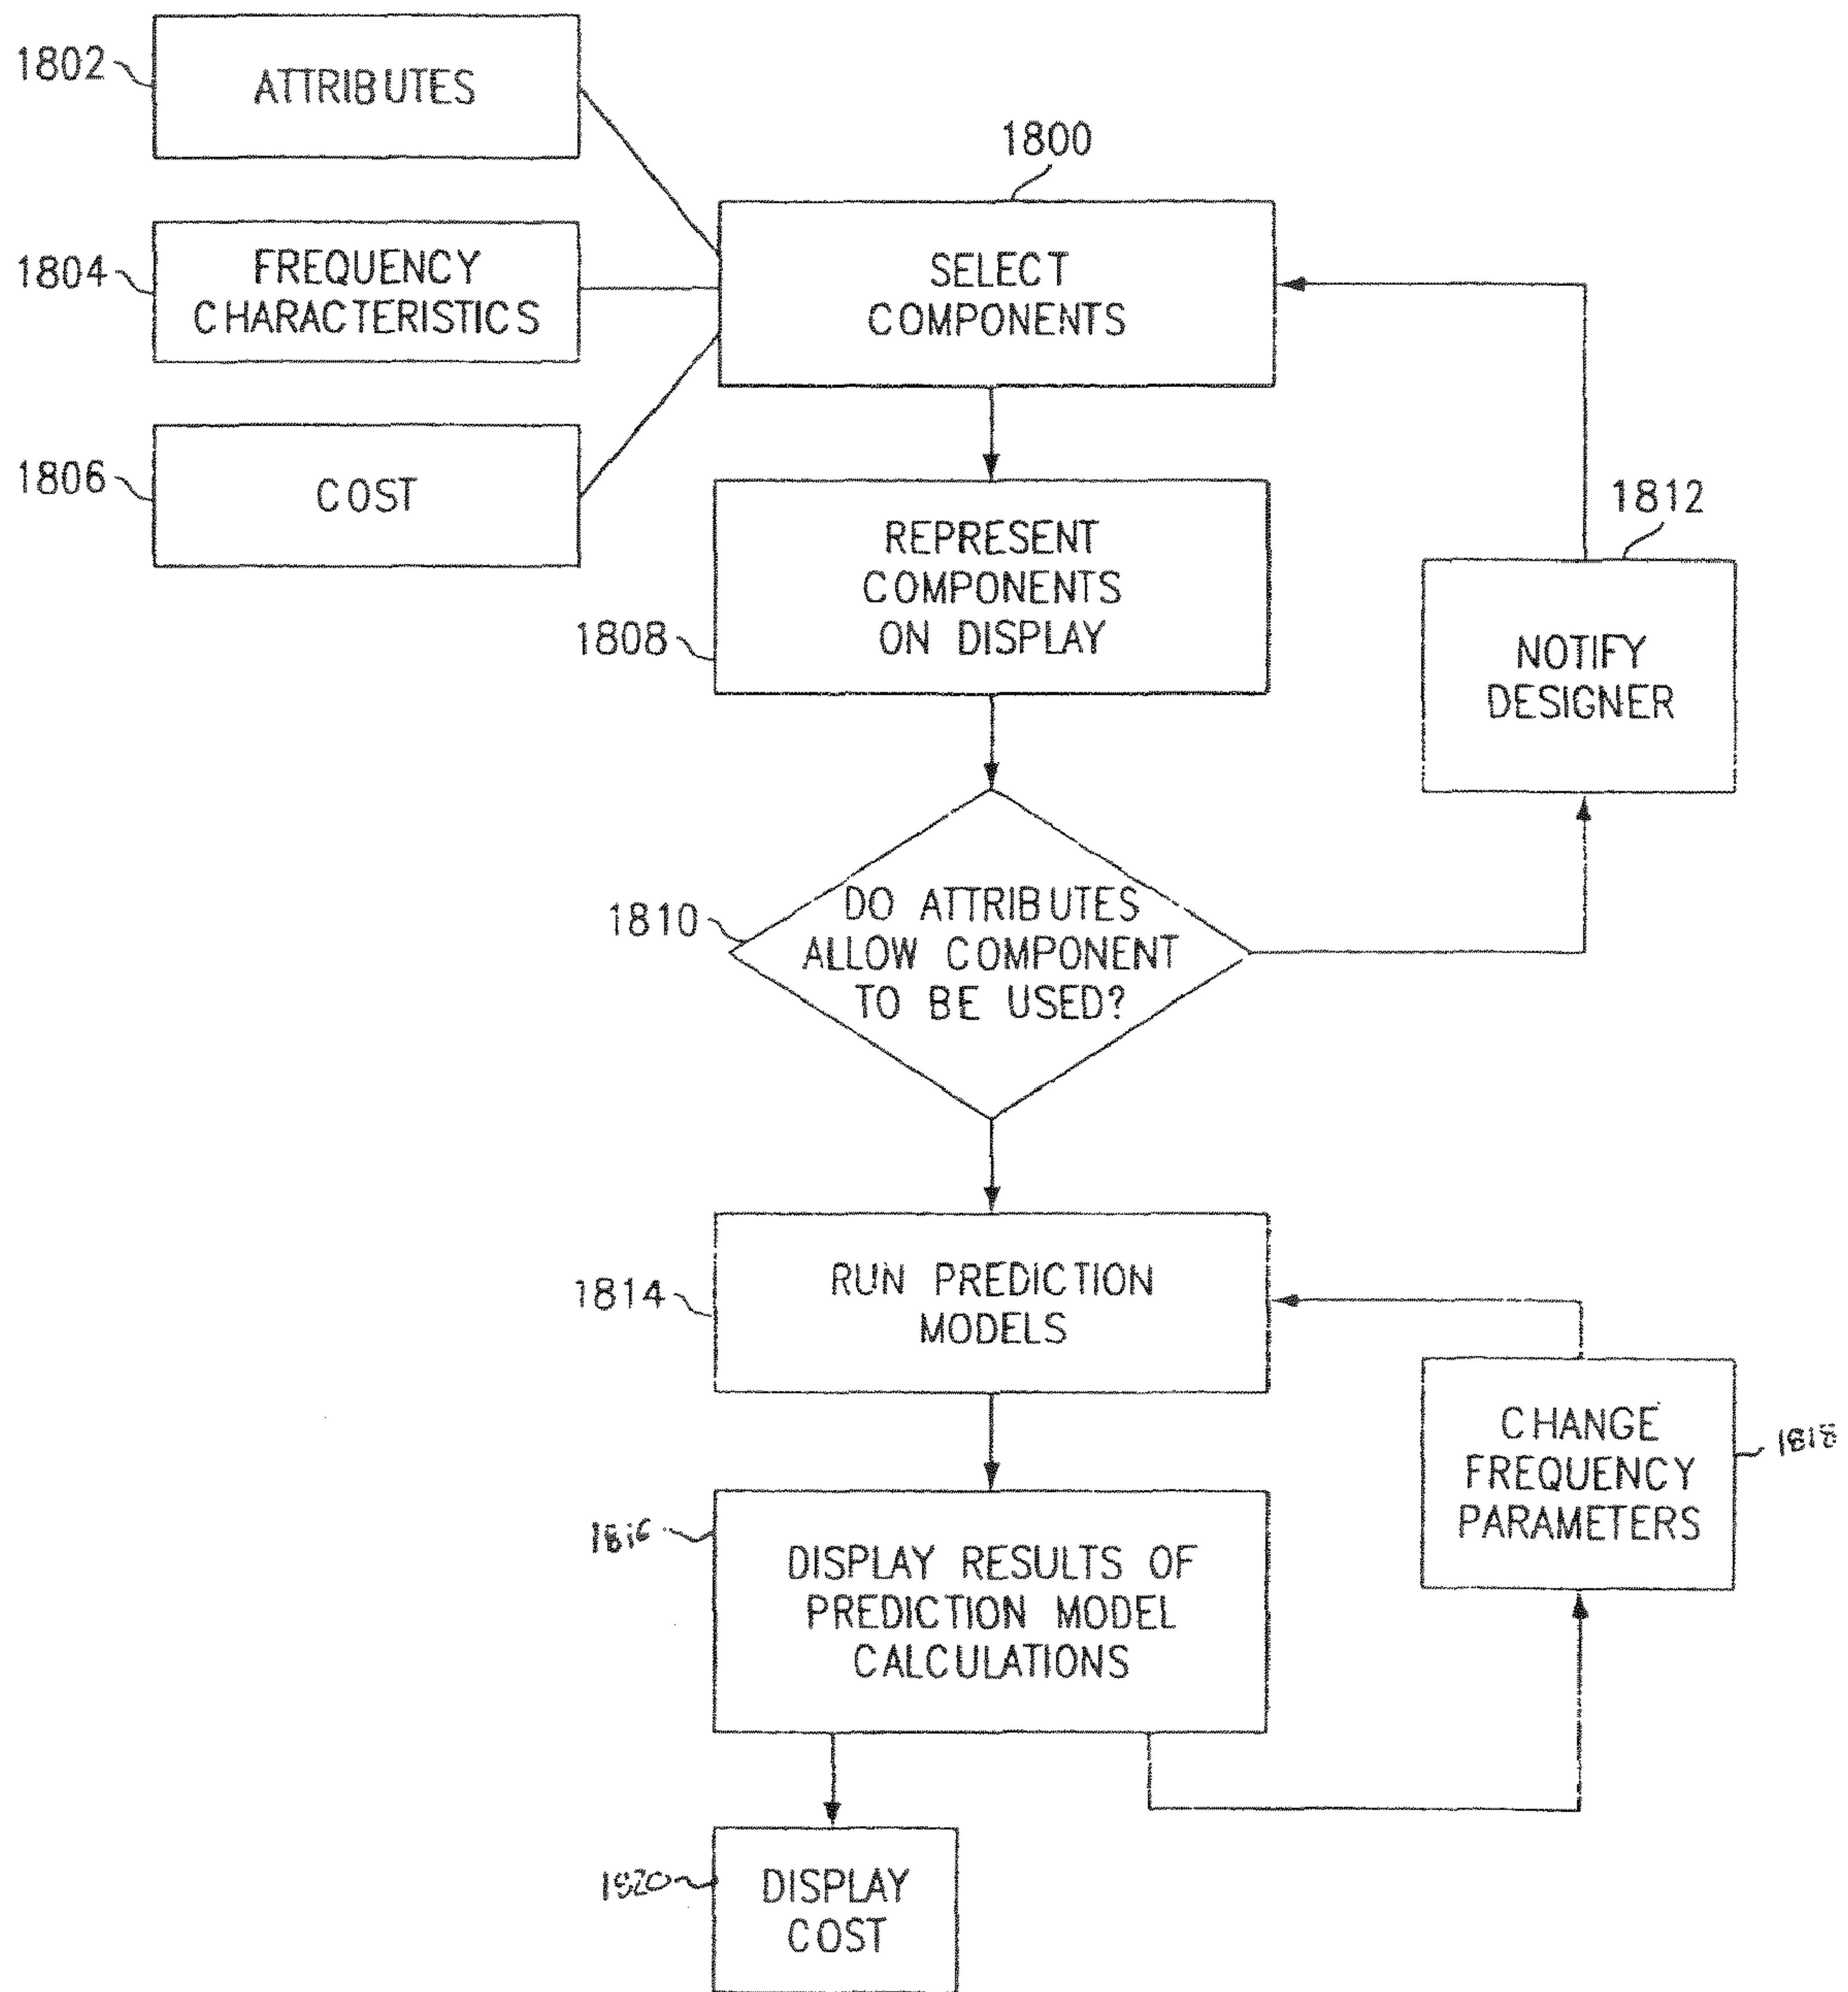 1802
ATTRIBUTES
1800
1804
FREQUENCY
CHARACTERISTICS
SELECT
COMPONENTS
1806
COST
REPRESENT
COMPONENTS
ON DISPLAY
1808
1812
NOTIFY
DESIGNER
1810
DO ATTRIBUTES
ALLOW COMPONENT
TO BE USED?
1814
RUN PREDICTION
MODELS
CHANGE
FREQUENCY
PARAMETERS
1818
1816
DISPLAY RESULTS OF
PREDICTION MODEL
CALCULATIONS
1820
DISPLAY
COST